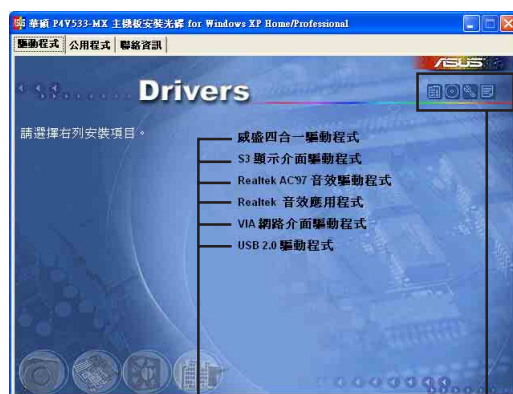 華碩 P4V533-MX 主機板安裝光碟 for Windows XP Home/Professional
驅動程式 公用程式 聯絡資訊
ASUS
Drivers
請選擇右列安裝項目。
威盛四合一驅動程式
S3 顯示介面驅動程式
Realtek AC'97 音效驅動程式
Realtek 音效應用程式
VIA 網路介面驅動程式
USB 2.0 驅動程式